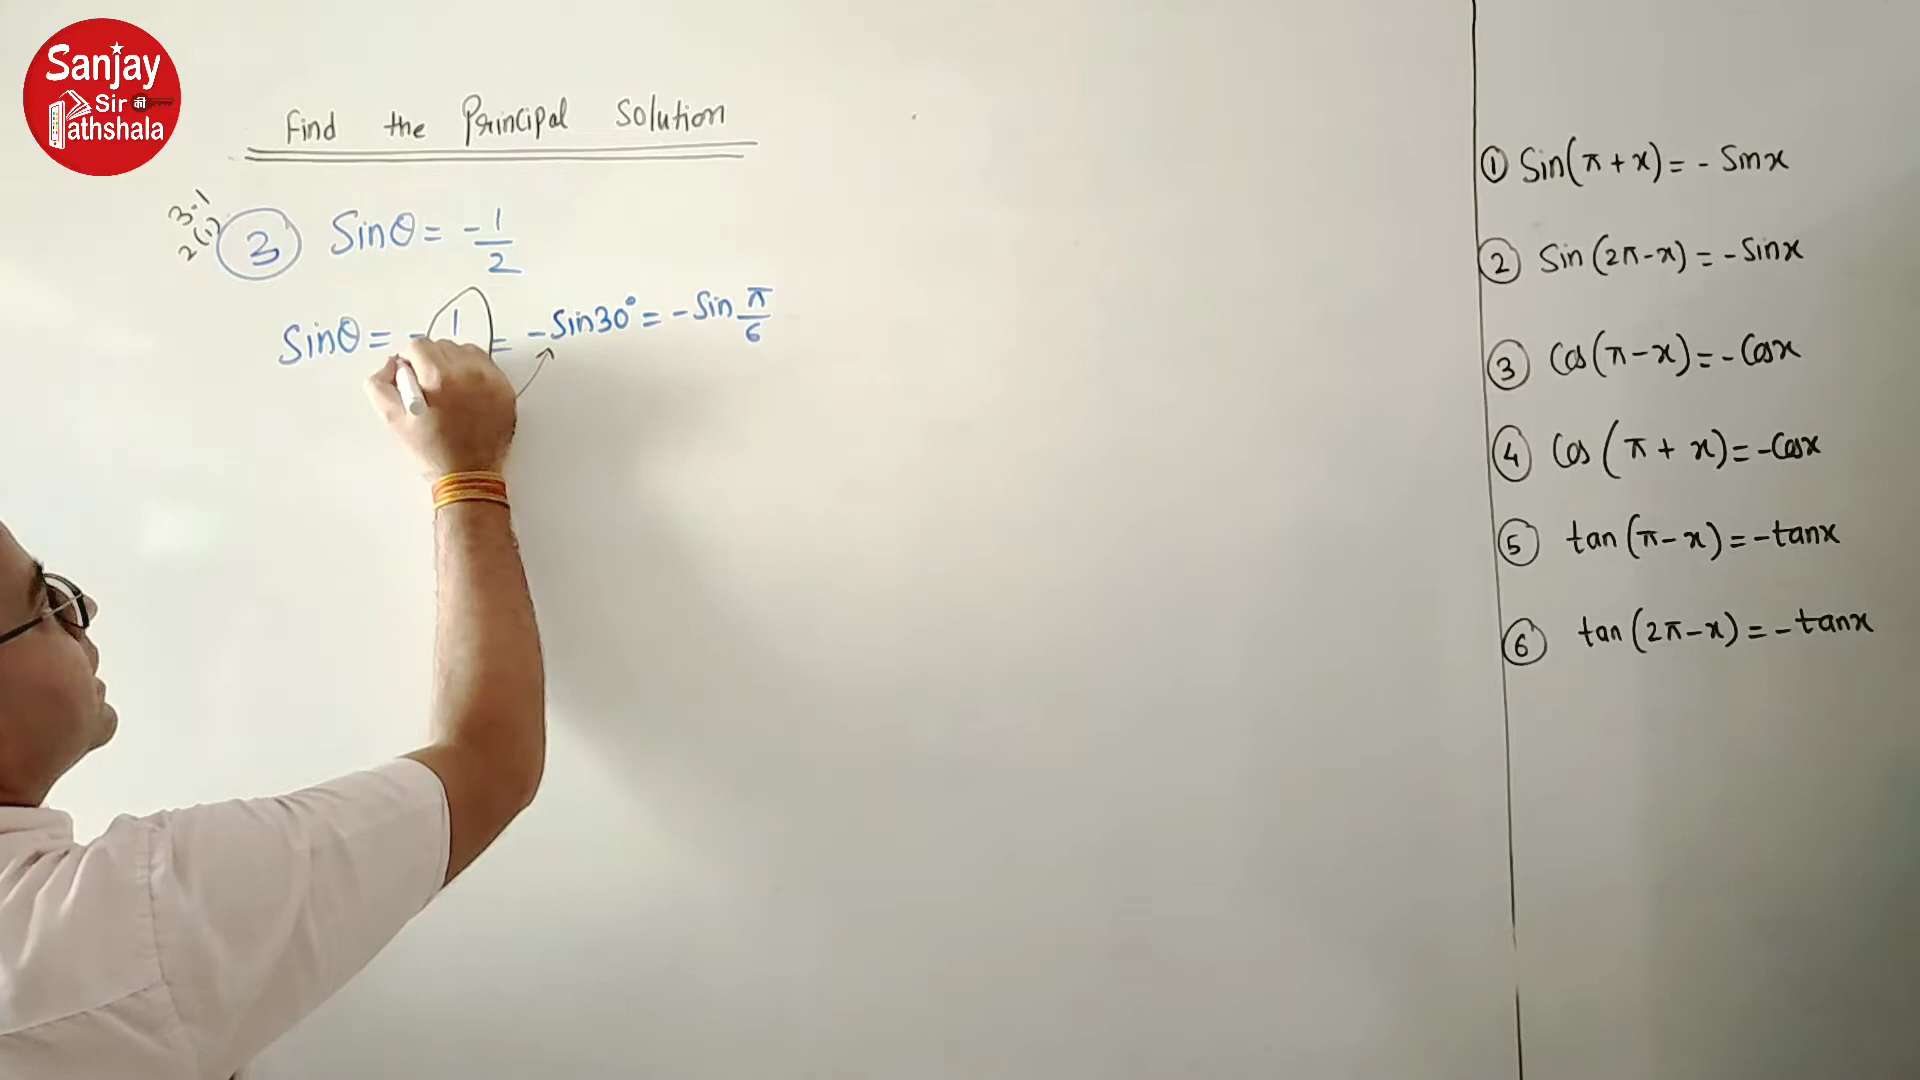 Sanjay
Sir की
Pathshala
Find the Principal Solution
3.1
2(1)
3 Sinθ = -1/2
Sinθ = - 1 = -Sin30° = -Sin π/6
1 Sin(π+x) = - Sinx
2 Sin(2π-x) = -Sinx
3 Cos(π-x) = -Cosx
4 Cos(π+x) = -Cosx
5 tan(π-x) = -tanx
6 tan(2π-x) = -tanx